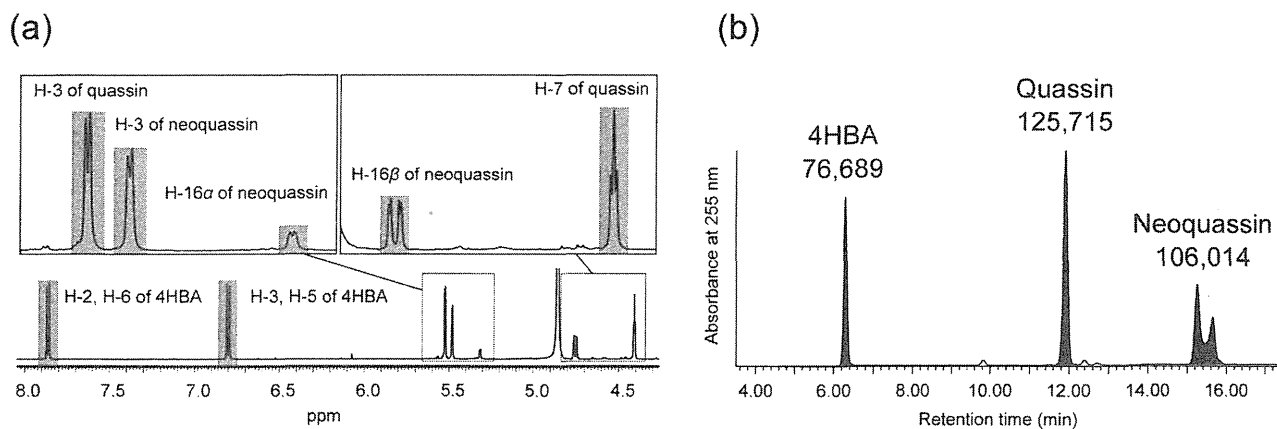 (a)
H-3 of quassin
H-3 of neoquassin
H-16α of neoquassin
H-7 of quassin
H-16β of neoquassin
H-2, H-6 of 4HBA
H-3, H-5 of 4HBA
8.0 7.5 7.0 6.5 6.0 5.5 5.0 4.5
ppm
(b)
Absorbance at 255 nm
4HBA
76,689
Quassin
125,715
Neoquassin
106,014
4.00 6.00 8.00 10.00 12.00 14.00 16.00
Retention time (min)